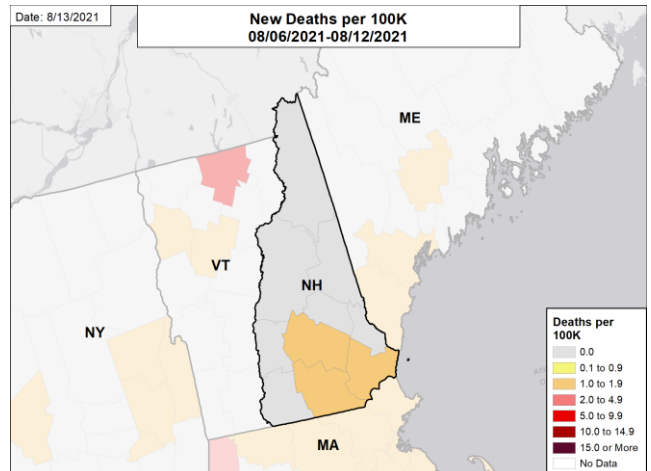 Date: 8/13/2021
New Deaths per 100K
08/06/2021-08/12/2021
ME
VT
NH
NY
MA
Deaths per
100K
0.0
0.1 to 0.9
1.0 to 1.9
2.0 to 4.9
5.0 to 9.9
10.0 to 14.9
15.0 or More
No Data